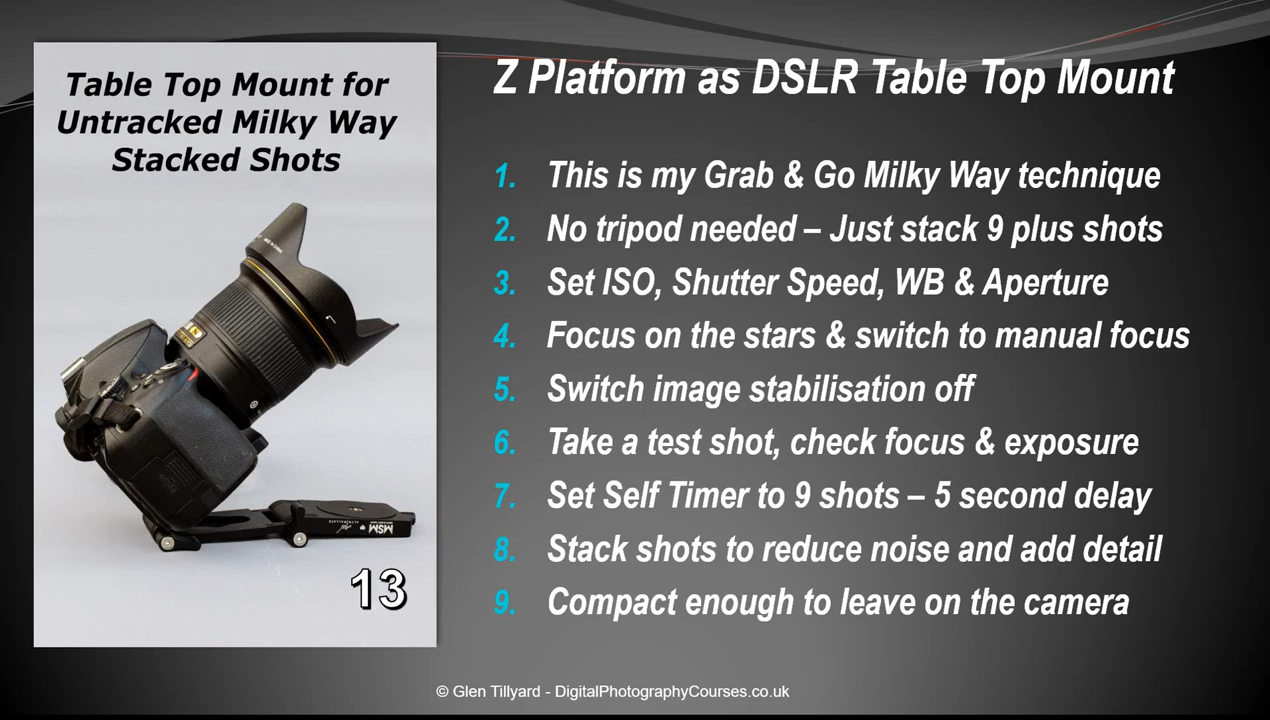 Table Top Mount for
Untracked Milky Way
Stacked Shots
MSM
13
Z Platform as DSLR Table Top Mount
1. This is my Grab & Go Milky Way technique
2. No tripod needed – Just stack 9 plus shots
3. Set ISO, Shutter Speed, WB & Aperture
4. Focus on the stars & switch to manual focus
5. Switch image stabilisation off
6. Take a test shot, check focus & exposure
7. Set Self Timer to 9 shots – 5 second delay
8. Stack shots to reduce noise and add detail
9. Compact enough to leave on the camera
© Glen Tillyard - DigitalPhotographyCourses.co.uk